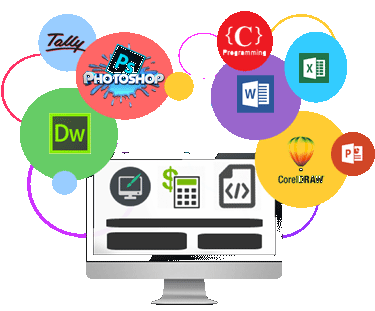 Tally
Ps
PHOTOSHOP
{C}
Programming
W
X
Dw
CorelDRAW
P
$
</>